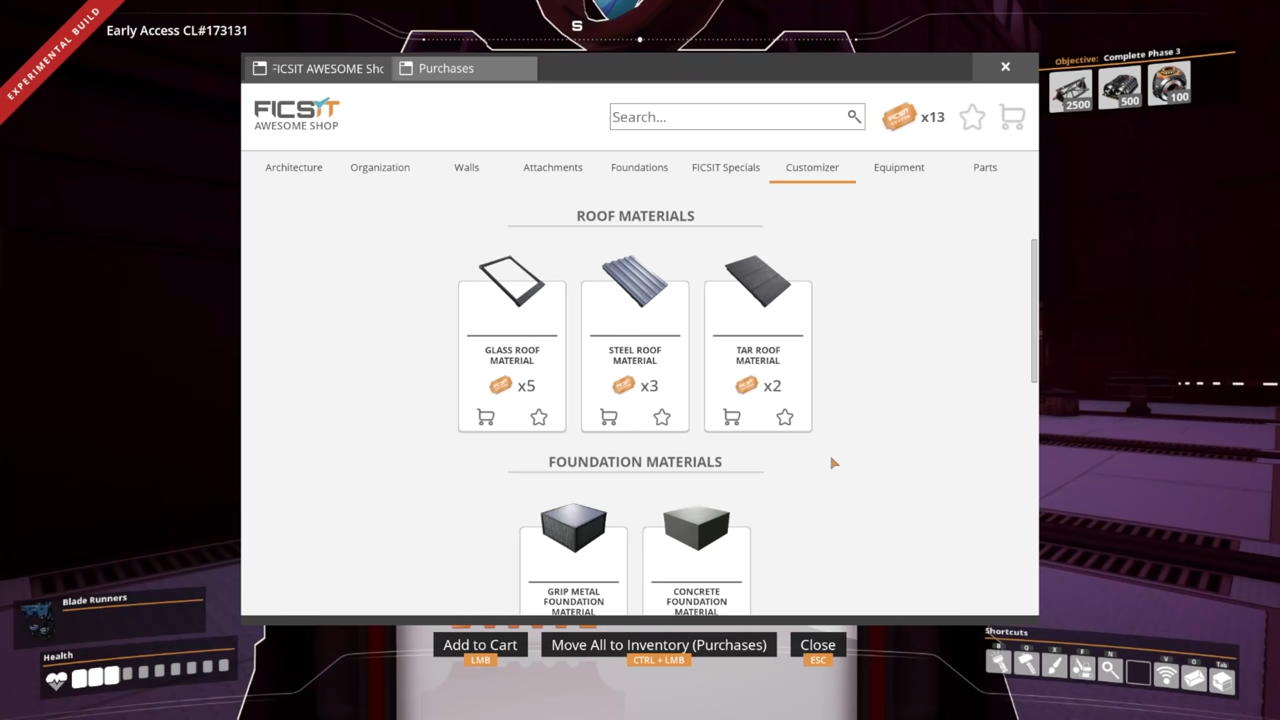 EXPERIMENTAL BUILD
Early Access CL#173131
S
Objective: Complete Phase 3
2500
500
100
FICSIT AWESOME Sho
Purchases
FICSIT
AWESOME SHOP
Search...
x13
Architecture
Organization
Walls
Attachments
Foundations
FICSIT Specials
Customizer
Equipment
Parts
ROOF MATERIALS
GLASS ROOF
MATERIAL
x5
STEEL ROOF
MATERIAL
x3
TAR ROOF
MATERIAL
x2
FOUNDATION MATERIALS
GRIP METAL
FOUNDATION
MATERIAL
CONCRETE
FOUNDATION
MATERIAL
Blade Runners
Health
Add to Cart
LMB
Move All to Inventory (Purchases)
CTRL + LMB
Close
ESC
Shortcuts
B
Q
X
F
N
V
O
Tab